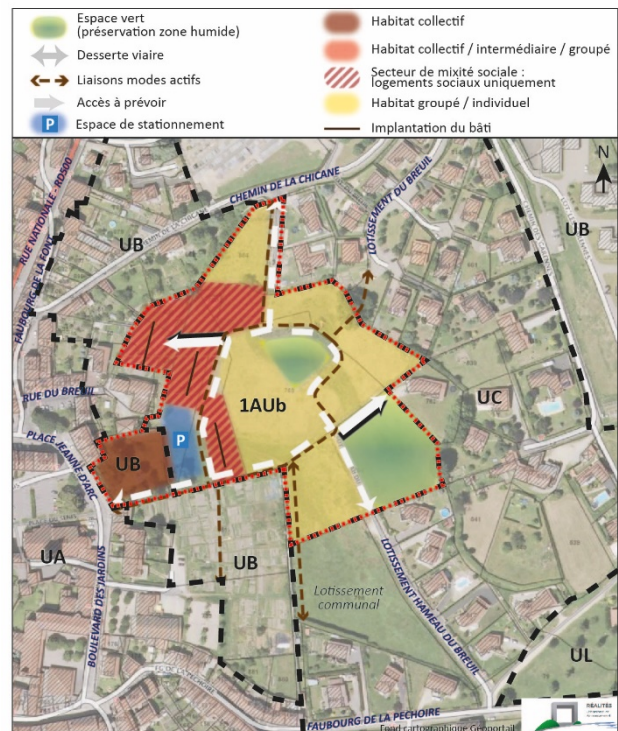 Espace vert
(préservation zone humide)
Desserte viaire
Liaisons modes actifs
Accès à prévoir
P
Espace de stationnement
Habitat collectif
Habitat collectif / intermédiaire / groupé
Secteur de mixité sociale :
logements sociaux uniquement
Habitat groupé / individuel
Implantation du bâti
N
CHEMIN DE LA CHICANE
LOTISSEMENT DU BREUIL
RUE NATIONALE - RD500
FAUBOURG DE LA FONT
UB
UB
RUE DU BREUIL
PLACE JEANNE D'ARC
1AUb
UC
UB
P
UA
BOULEVARD DES JARDINS
UB
Lotissement
communal
LOTISSEMENT HAMEAU DU BREUIL
UL
FAUBOURG DE LA PECHOIRE
Fond cartographique Géoportail
RÉALITÉS